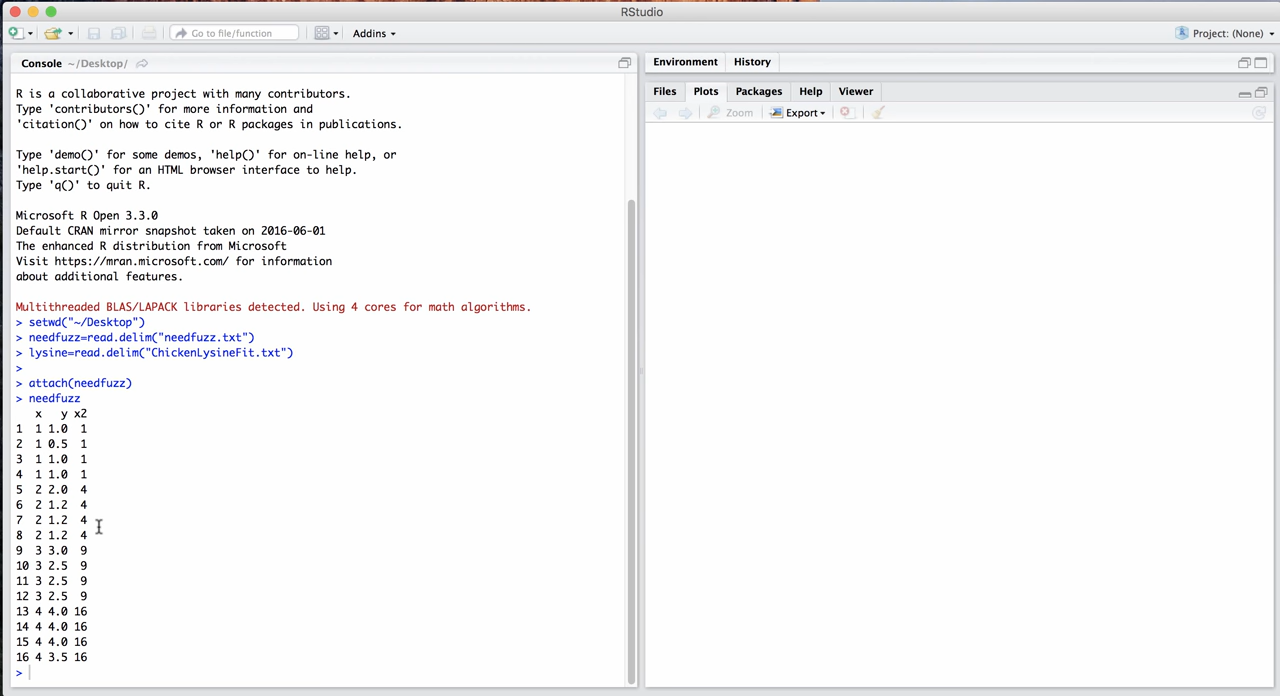 RStudio
Go to file/function
Addins
Project: (None)
Console ~/Desktop/
R is a collaborative project with many contributors.
Type 'contributors()' for more information and
'citation()' on how to cite R or R packages in publications.
Type 'demo()' for some demos, 'help()' for on-line help, or
'help.start()' for an HTML browser interface to help.
Type 'q()' to quit R.
Microsoft R Open 3.3.0
Default CRAN mirror snapshot taken on 2016-06-01
The enhanced R distribution from Microsoft
Visit https://mran.microsoft.com/ for information
about additional features.
Multithreaded BLAS/LAPACK libraries detected. Using 4 cores for math algorithms.
> setwd("~/Desktop")
> needfuzz=read.delim("needfuzz.txt")
> lysine=read.delim("ChickenLysineFit.txt")
>
> attach(needfuzz)
> needfuzz
x y x2
1 1 1.0 1
2 1 0.5 1
3 1 1.0 1
4 1 1.0 1
5 2 2.0 4
6 2 1.2 4
7 2 1.2 4
8 2 1.2 4
9 3 3.0 9
10 3 2.5 9
11 3 2.5 9
12 3 2.5 9
13 4 4.0 16
14 4 4.0 16
15 4 4.0 16
16 4 3.5 16
>
Environment History
Files Plots Packages Help Viewer
Zoom Export